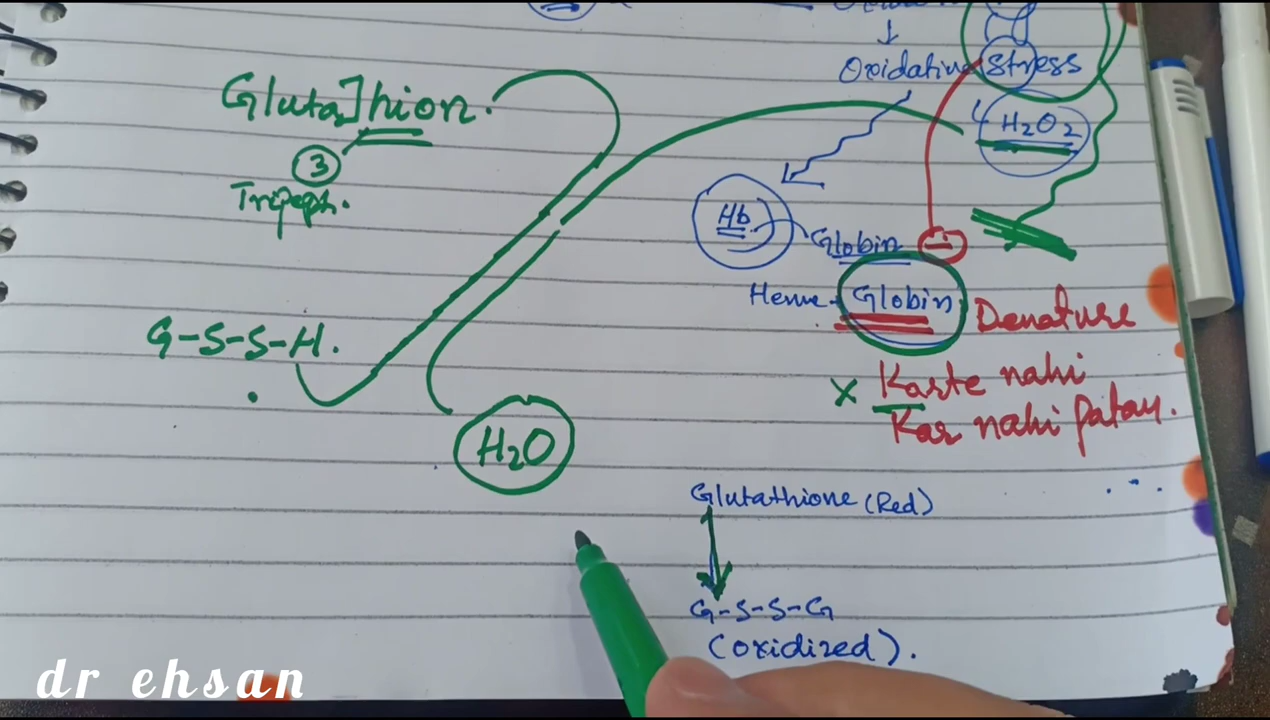 Oxidative Stress
H2O2
Glutathion.
3
Tripept.
Hb
Globin
Heme - Globin
Denature
x Karte nahi
Kar nahi patay.
G-S-S-H.
H2O
Glutathione (Red)
G-S-S-G
(oxidized).
dr ehsan